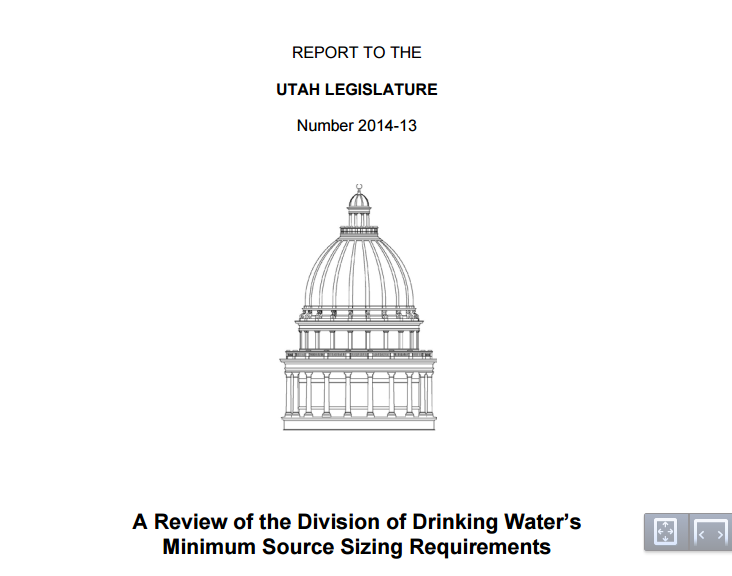 REPORT TO THE
UTAH LEGISLATURE
Number 2014-13
A Review of the Division of Drinking Water’s
Minimum Source Sizing Requirements